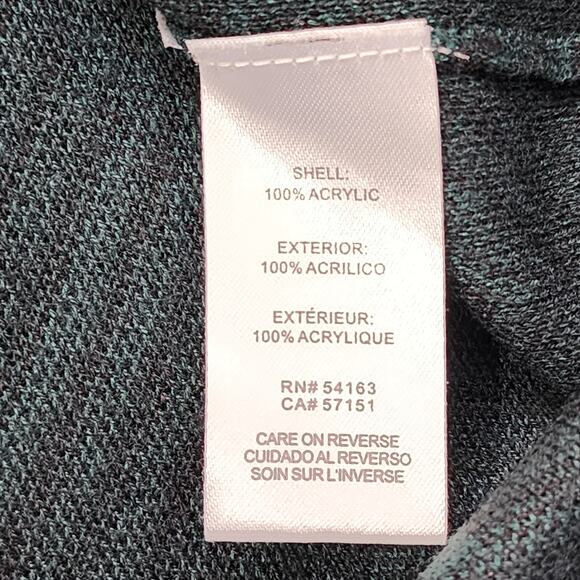 SHELL:
100% ACRYLIC
EXTERIOR:
100% ACRILICO
EXTÉRIEUR:
100% ACRYLIQUE
RN# 54163
CA# 57151
CARE ON REVERSE
CUIDADO AL REVERSO
SOIN SUR L'INVERSE